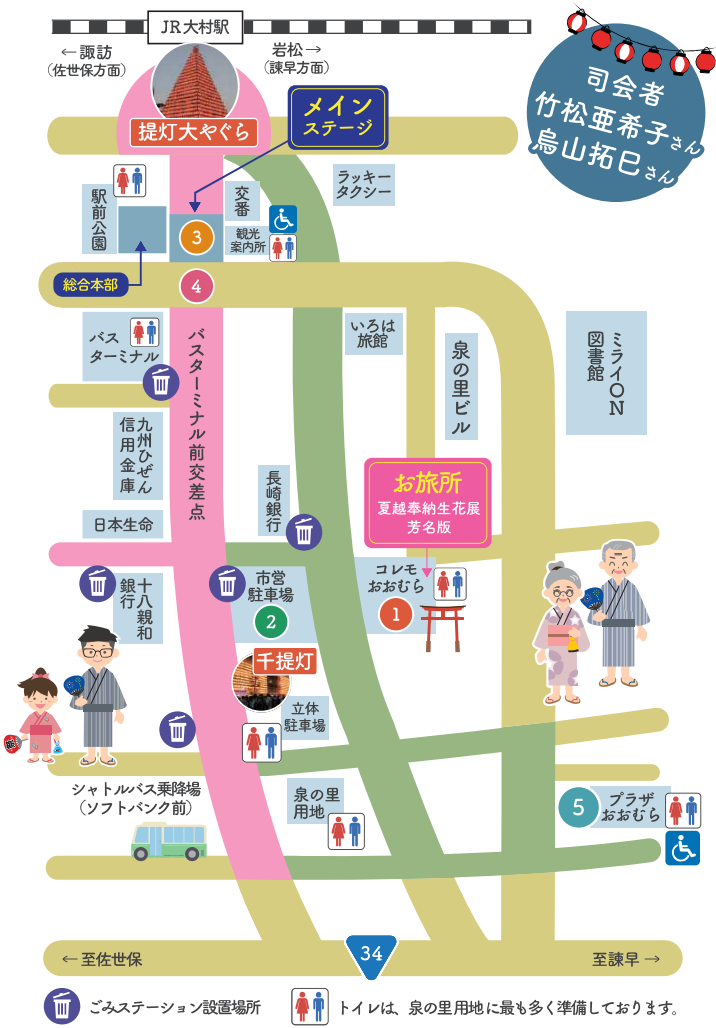 JR大村駅
←諏訪
(佐世保方面)
岩松→
(諫早方面)
司会者
竹松亜希子さん
烏山拓巳さん
提灯大やぐら
メイン
ステージ
駅前公園
交番
観光
案内所
ラッキー
タクシー
3
総合本部
4
バス
ターミナル
バスターミナル前交差点
いろは
旅館
泉の里ビル
ミライON
図書館
九州ひぜん
信用金庫
日本生命
長崎銀行
お旅所
夏越奉納生花展
芳名版
十八親和
銀行
市営
駐車場
2
コレモ
おおむら
1
千提灯
立体
駐車場
シャトルバス乗降場
(ソフトバンク前)
泉の里
用地
5
プラザ
おおむら
34
←至佐世保
至諫早→
ごみステーション設置場所
トイレは、泉の里用地に最も多く準備しております。